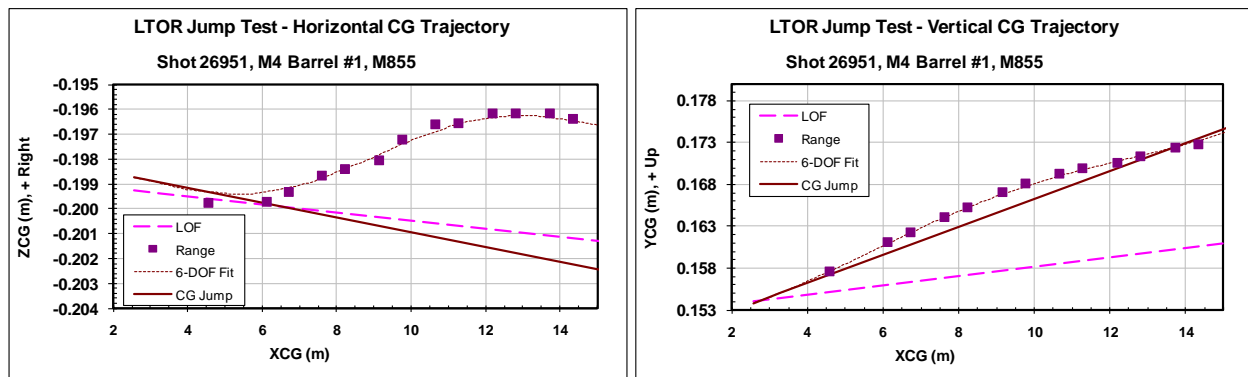 LTOR Jump Test - Horizontal CG Trajectory
Shot 26951, M4 Barrel #1, M855
-0.195
-0.196
-0.197
-0.198
-0.199
-0.200
-0.201
-0.202
-0.203
-0.204
ZCG (m), + Right
LOF
Range
6-DOF Fit
CG Jump
2 4 6 8 10 12 14
XCG (m)
LTOR Jump Test - Vertical CG Trajectory
Shot 26951, M4 Barrel #1, M855
0.178
0.173
0.168
0.163
0.158
0.153
YCG (m), + Up
LOF
Range
6-DOF Fit
CG Jump
2 4 6 8 10 12 14
XCG (m)